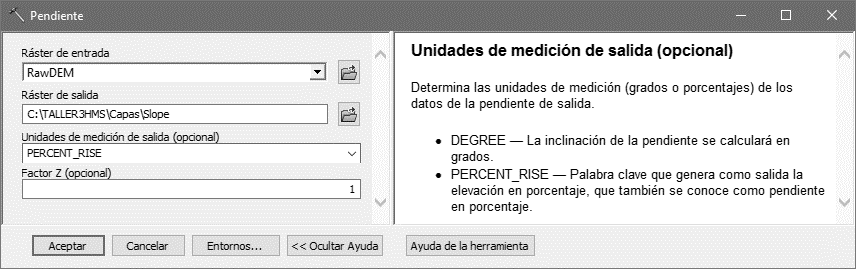 Pendiente
Ráster de entrada
RawDEM
Ráster de salida
C:\TALLER3HMS\Capas\Slope
Unidades de medición de salida (opcional)
PERCENT_RISE
Factor Z (opcional)
1
Unidades de medición de salida (opcional)
Determina las unidades de medición (grados o porcentajes) de los
datos de la pendiente de salida.
• DEGREE — La inclinación de la pendiente se calculará en
grados.
• PERCENT_RISE — Palabra clave que genera como salida la
elevación en porcentaje, que también se conoce como pendiente
en porcentaje.
Aceptar
Cancelar
Entornos...
<< Ocultar Ayuda
Ayuda de la herramienta